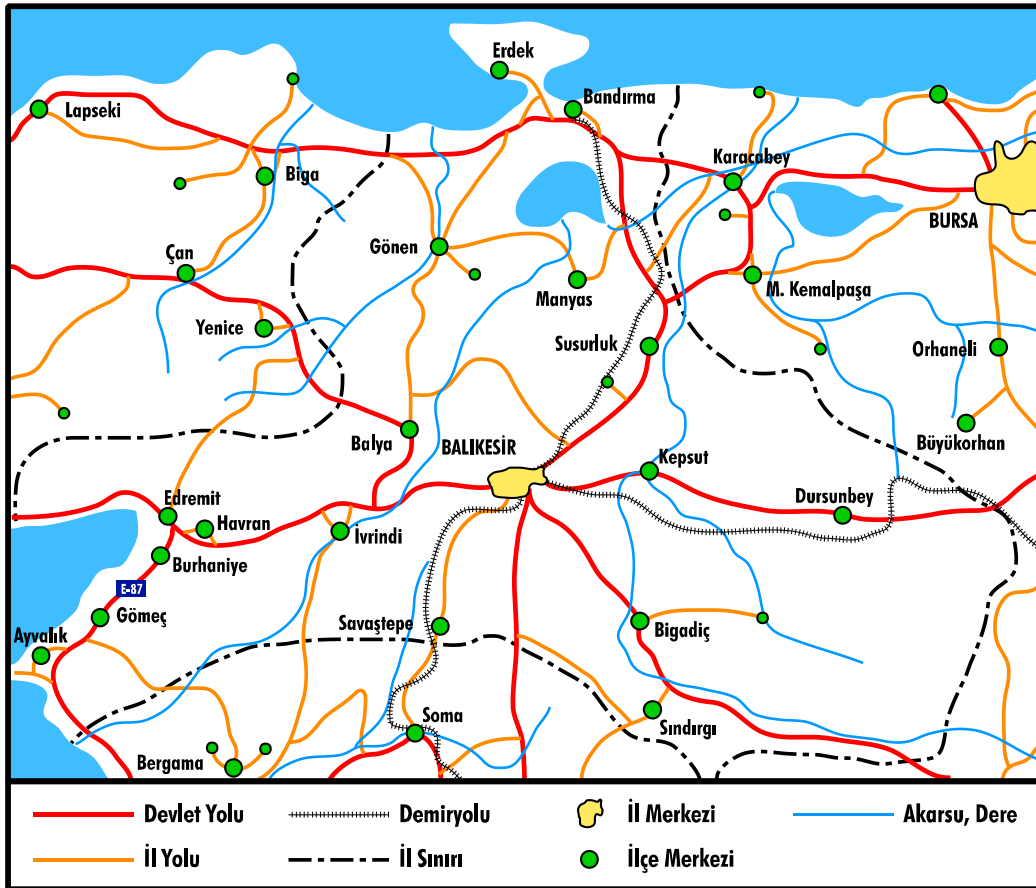 Erdek
Lapseki
Bandırma
Karacabey
Biga
BURSA
Çan
Gönen
Manyas
M. Kemalpaşa
Yenice
Susurluk
Orhaneli
Balya
BALIKESİR
Kepsut
Büyükorhan
Edremit
Havran
Dursunbey
İvrindi
Burhaniye
E-87
Gömeç
Savaştepe
Bigadiç
Ayvalık
Soma
Sındırgı
Bergama
Devlet Yolu
Demiryolu
İl Merkezi
Akarsu, Dere
İl Yolu
İl Sınırı
İlçe Merkezi